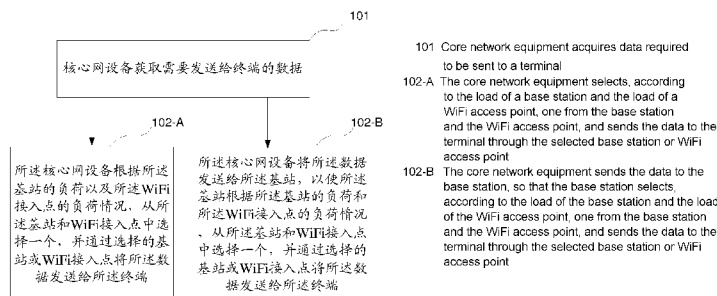 101
核心网设备获取需要发送给终端的数据
102-A
102-B
所述核心网设备根据所述
基站的负荷以及所述WiFi
接入点的负荷情况，从所
述基站和WiFi接入点中选
择一个，并通过选择的基
站或WiFi接入点将所述数
据发送给所述终端
所述核心网设备将所述数据
发送给所述基站，以使所述
基站根据所述基站的负荷和
所述WiFi接入点的负荷情况
、从所述基站和WiFi接入点
中选择一个，并通过选择的
基站或WiFi接入点将所述数
据发送给所述终端
101 Core network equipment acquires data required
to be sent to a terminal
102-A The core network equipment selects, according
to the load of a base station and the load of a
WiFi access point, one from the base station
and the WiFi access point, and sends the data to the
terminal through the selected base station or WiFi
access point
102-B The core network equipment sends the data to the
base station, so that the base station selects,
according to the load of the base station and the load
of the WiFi access point, one from the base station
and the WiFi access point, and sends the data to the
terminal through the selected base station or WiFi
access point